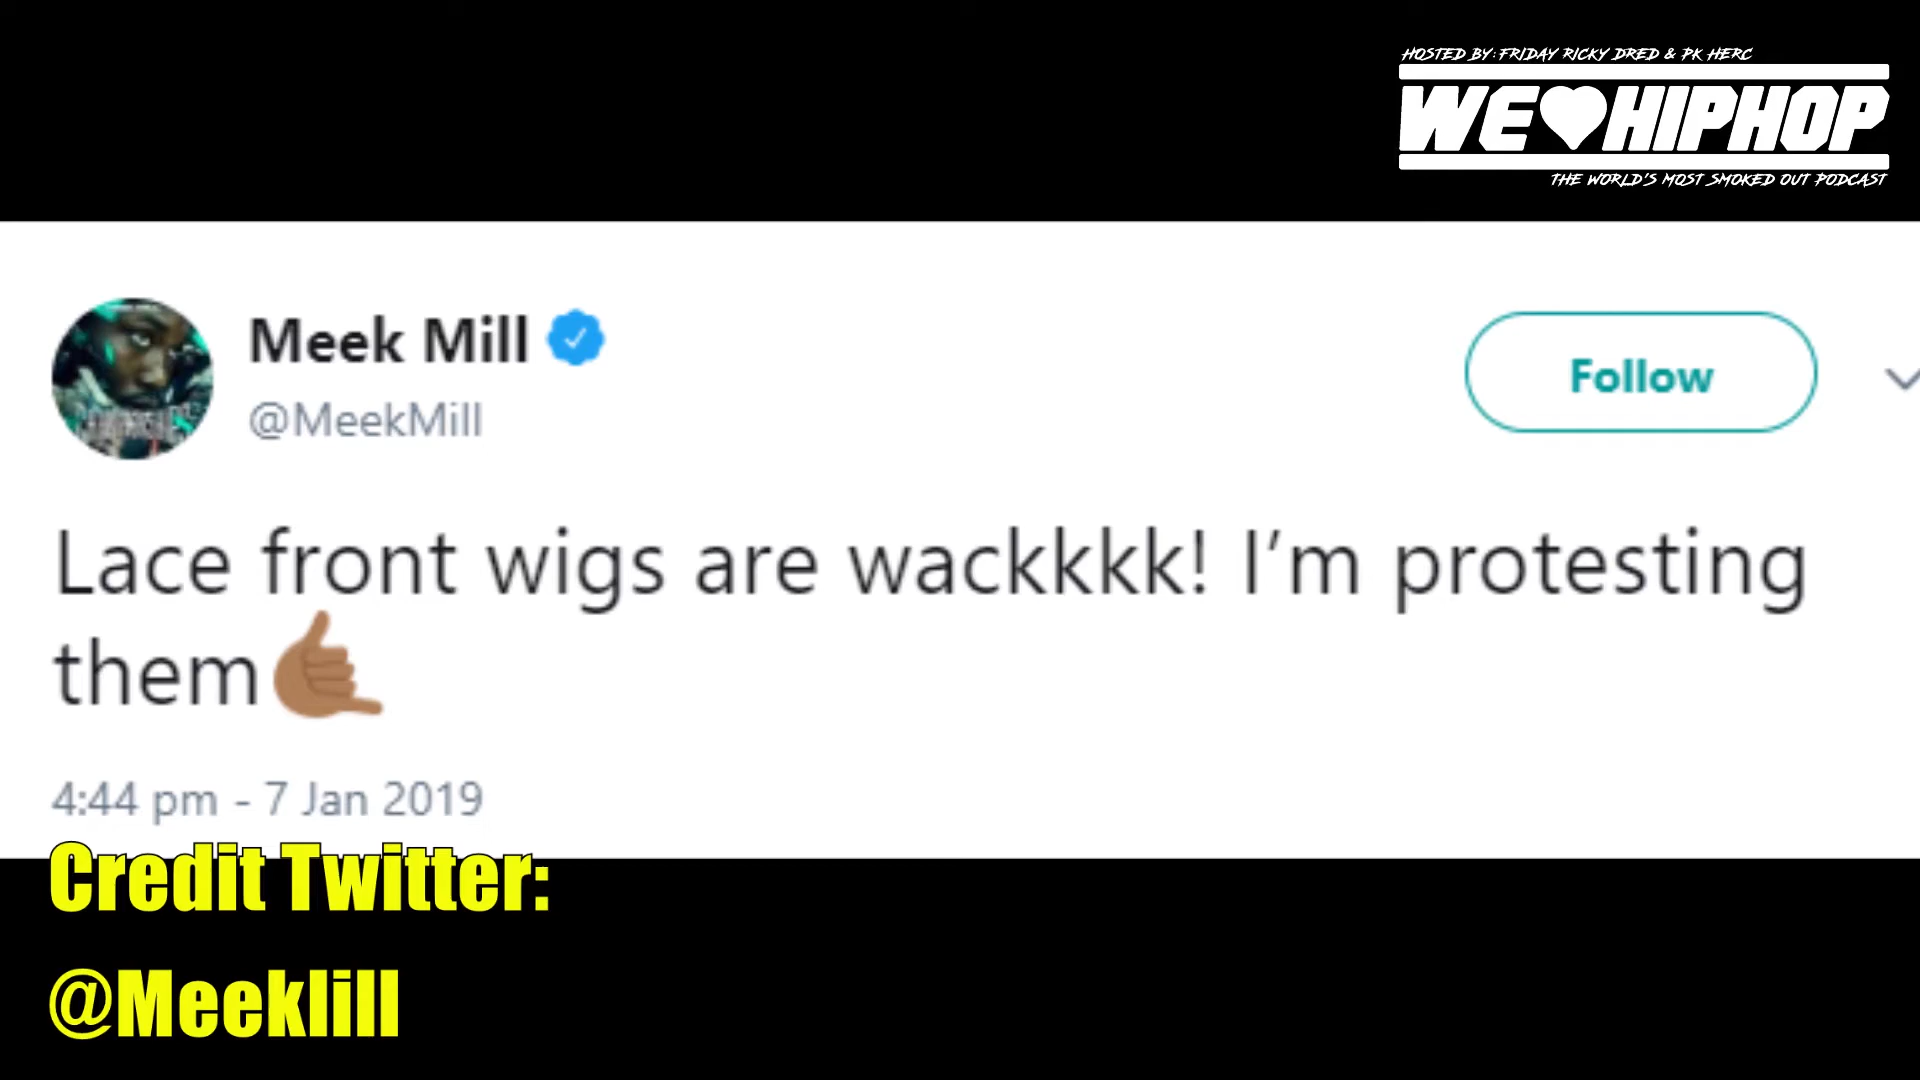 HOSTED BY: FRIDAY RICKY DRED & PK HERC
WE♥HIPHOP
THE WORLD'S MOST SMOKED OUT PODCAST
Meek Mill
@MeekMill
Follow
Lace front wigs are wackkkk! I'm protesting
them🤙🏽
4:44 pm - 7 Jan 2019
Credit Twitter:
@Meeklill